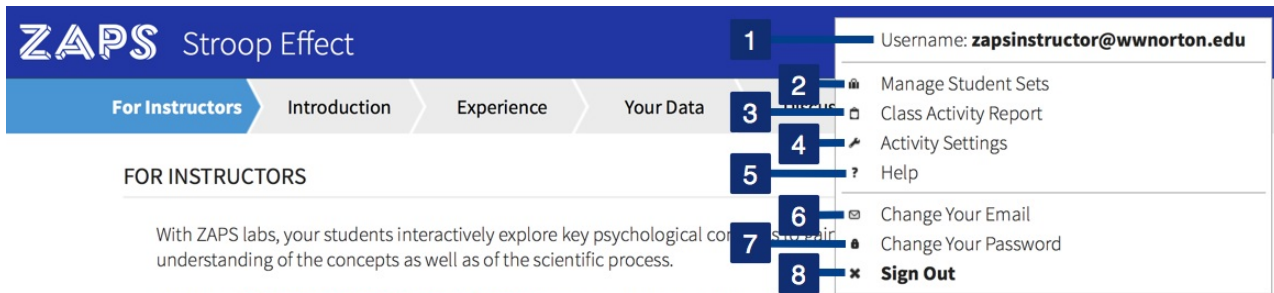 ZAPS Stroop Effect
For Instructors
Introduction
Experience
Your Data
FOR INSTRUCTORS
With ZAPS labs, your students interactively explore key psychological
understanding of the concepts as well as of the scientific process.
1 Username: zapsinstructor@wwnorton.edu
2 Manage Student Sets
3 Class Activity Report
4 Activity Settings
5 ? Help
6 Change Your Email
7 Change Your Password
8 Sign Out